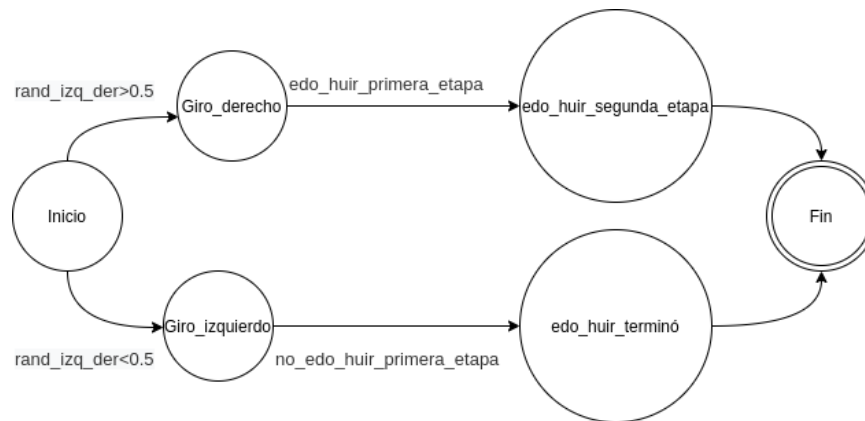 rand_izq_der>0.5
Giro_derecho
edo_huir_primera_etapa
edo_huir_segunda_etapa
Inicio
Fin
Giro_izquierdo
edo_huir_terminó
rand_izq_der<0.5
no_edo_huir_primera_etapa